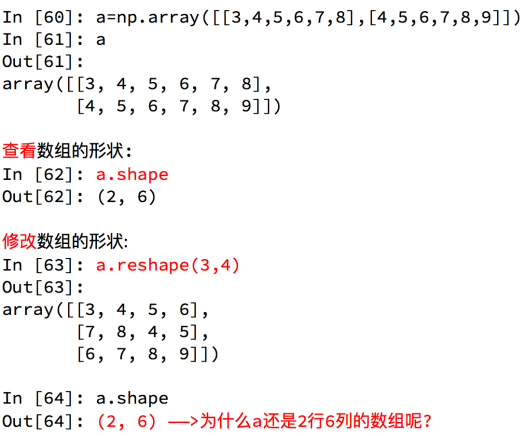 In [60]: a=np.array([[3,4,5,6,7,8],[4,5,6,7,8,9]])
In [61]: a
Out[61]:
array([[3, 4, 5, 6, 7, 8],
       [4, 5, 6, 7, 8, 9]])
查看数组的形状:
In [62]: a.shape
Out[62]: (2, 6)
修改数组的形状:
In [63]: a.reshape(3,4)
Out[63]:
array([[3, 4, 5, 6],
       [7, 8, 4, 5],
       [6, 7, 8, 9]])
In [64]: a.shape
Out[64]: (2, 6) ——>为什么a还是2行6列的数组呢?